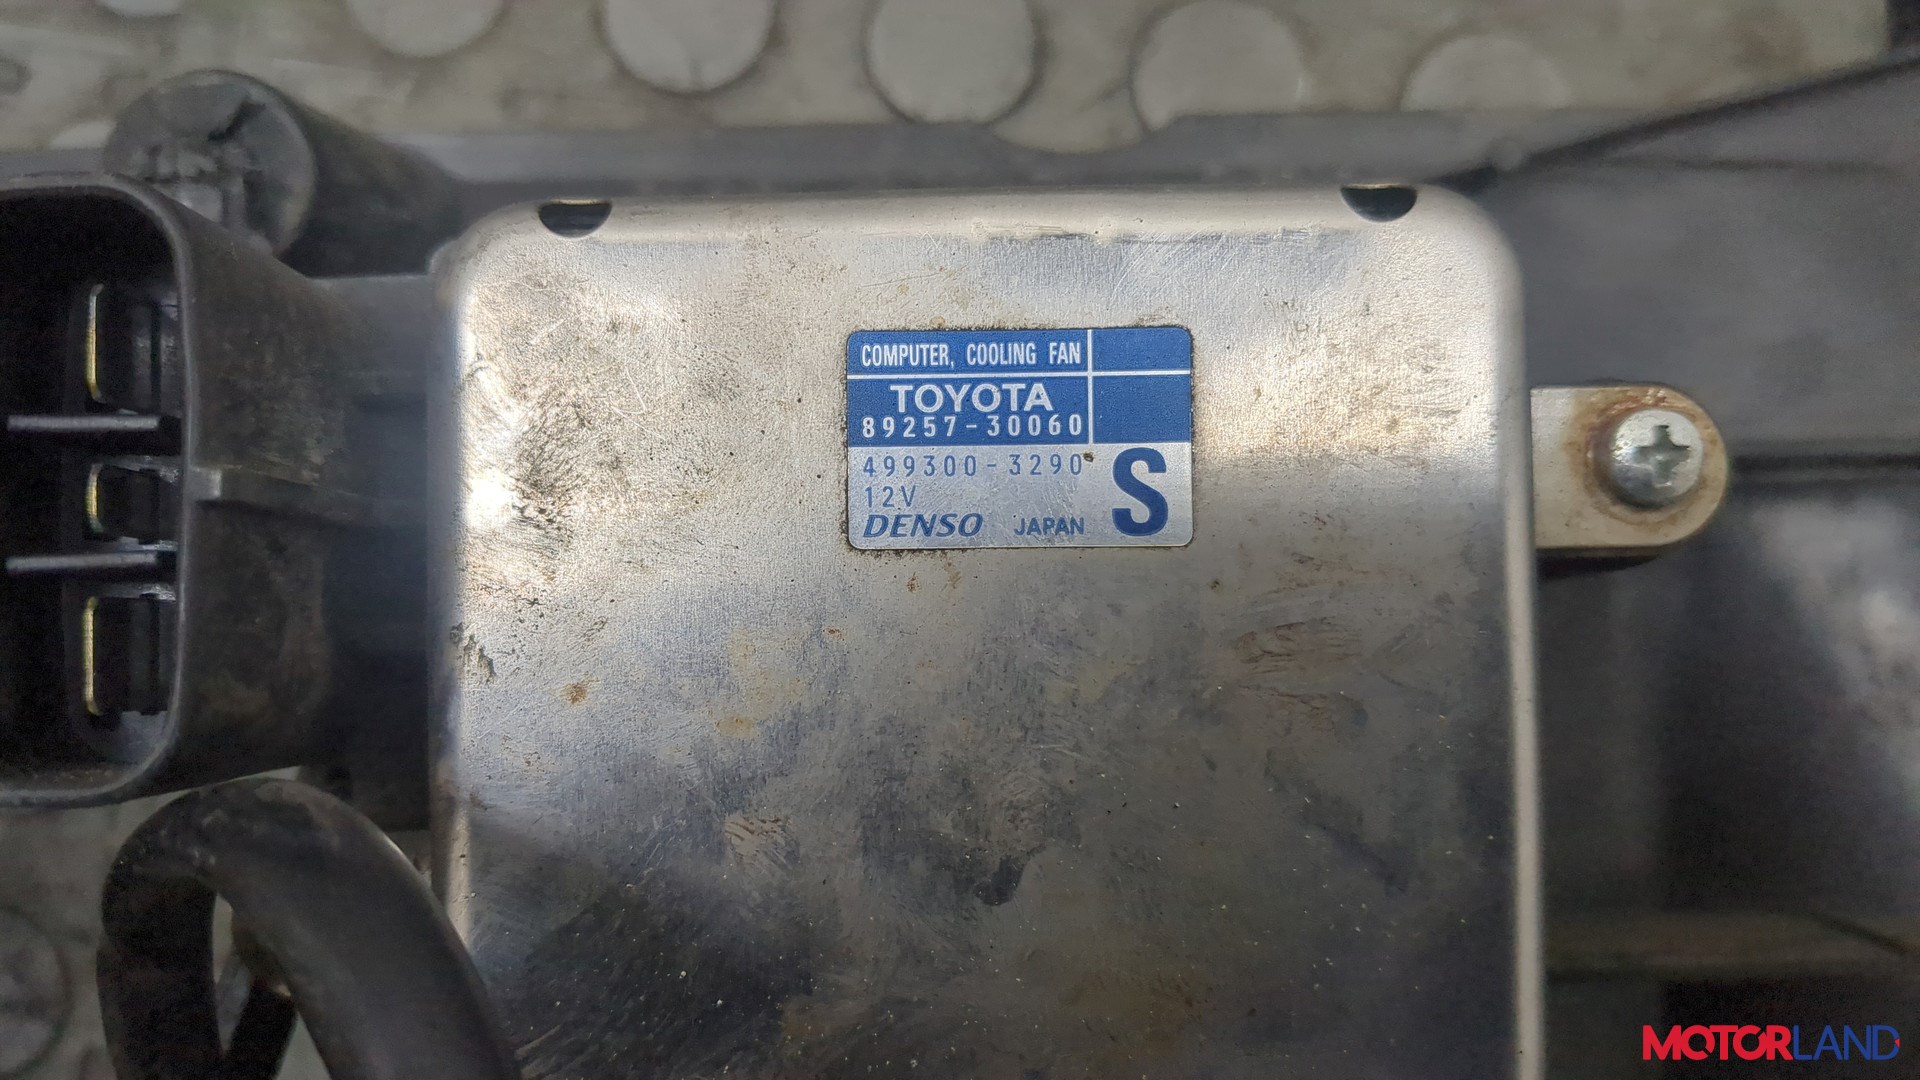 COMPUTER, COOLING FAN
TOYOTA
89257-30060
499300-3290
12V
DENSO JAPAN S
MOTORLAND